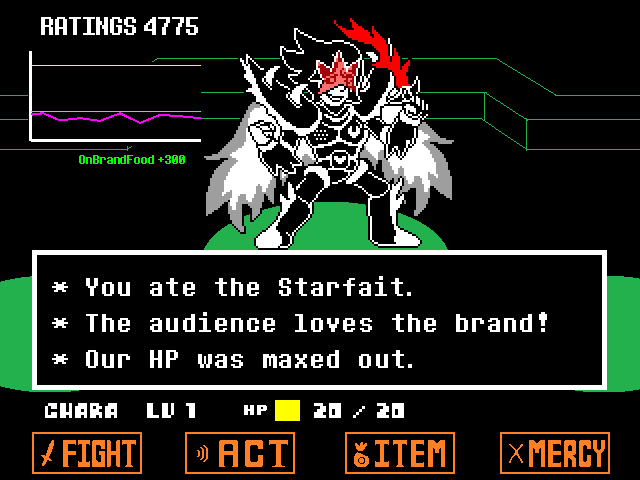 RATINGS 4775
OnBrandFood +300
* You ate the Starfait.
* The audience loves the brand!
* Our HP was maxed out.
CHARA LV 1 HP 20 / 20
FIGHT ACT ITEM MERCY